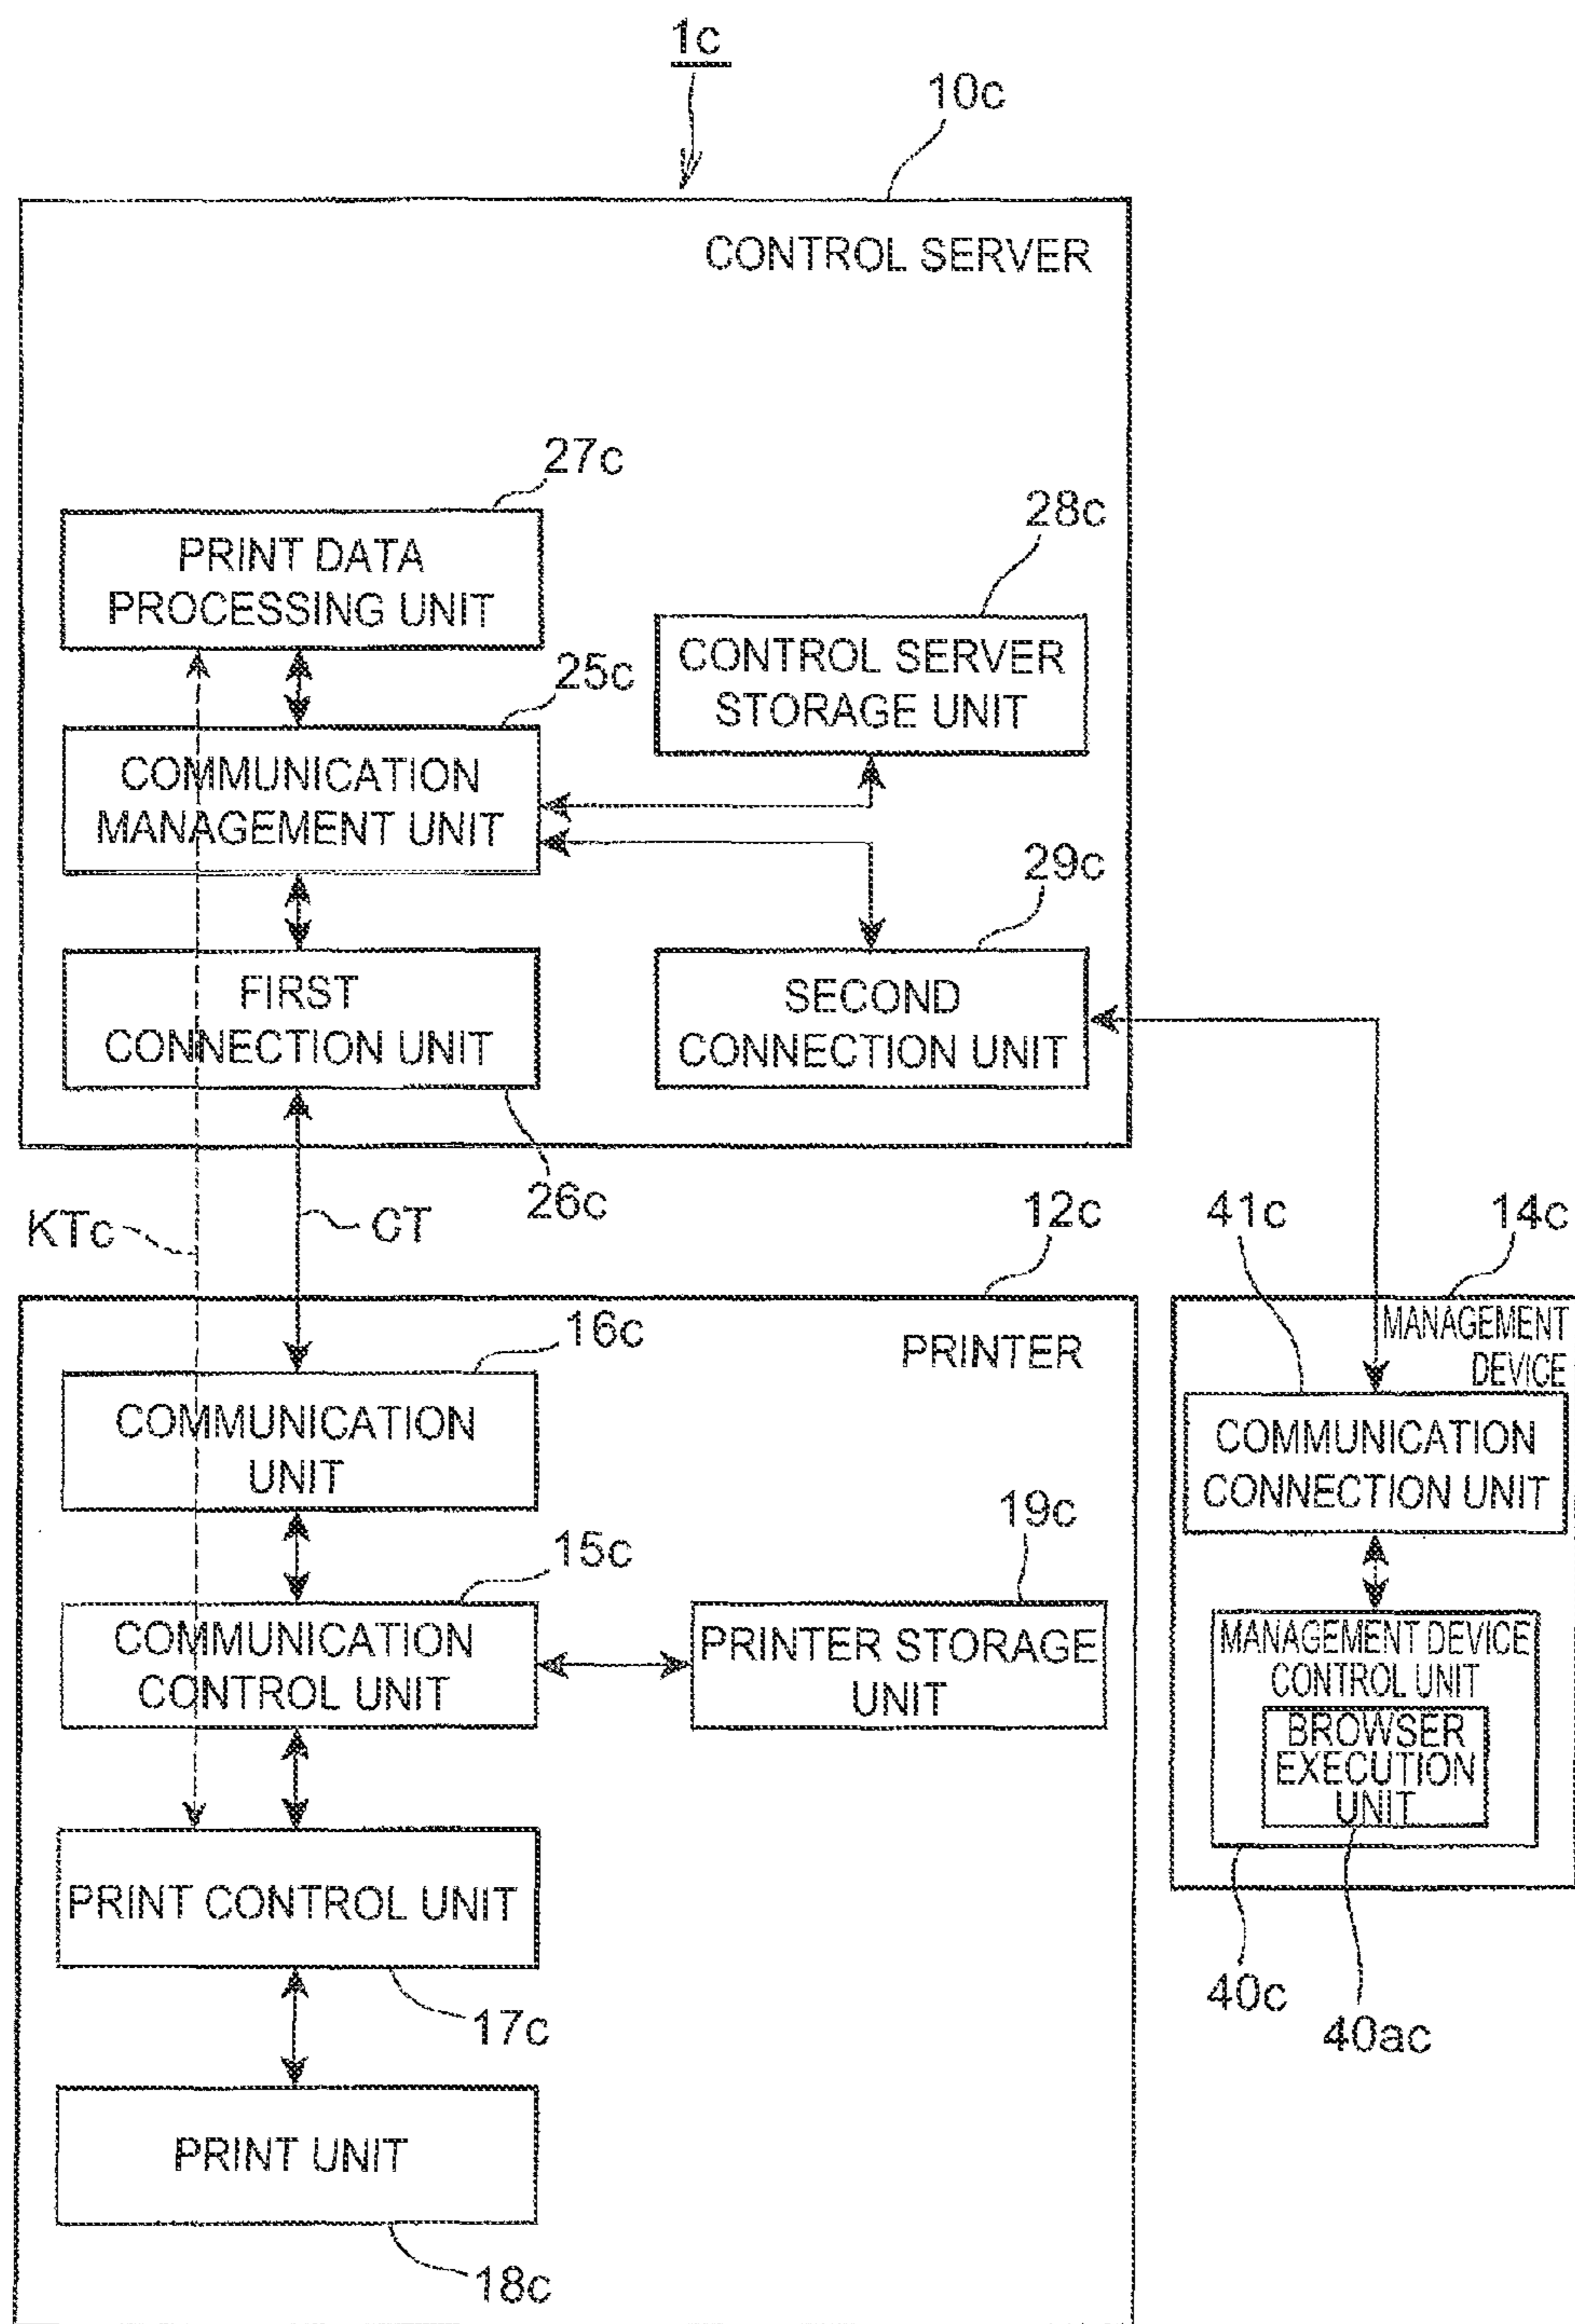 1c
10c
CONTROL SERVER
27c
PRINT DATA
PROCESSING UNIT
28c
CONTROL SERVER
STORAGE UNIT
25c
COMMUNICATION
MANAGEMENT UNIT
29c
FIRST
CONNECTION UNIT
SECOND
CONNECTION UNIT
26c
KTc
CT
12c
41c
14c
PRINTER
MANAGEMENT
DEVICE
16c
COMMUNICATION
UNIT
COMMUNICATION
CONNECTION UNIT
15c
19c
COMMUNICATION
CONTROL UNIT
PRINTER STORAGE
UNIT
MANAGEMENT DEVICE
CONTROL UNIT
BROWSER
EXECUTION
UNIT
PRINT CONTROL UNIT
17c
40c
40ac
PRINT UNIT
18c